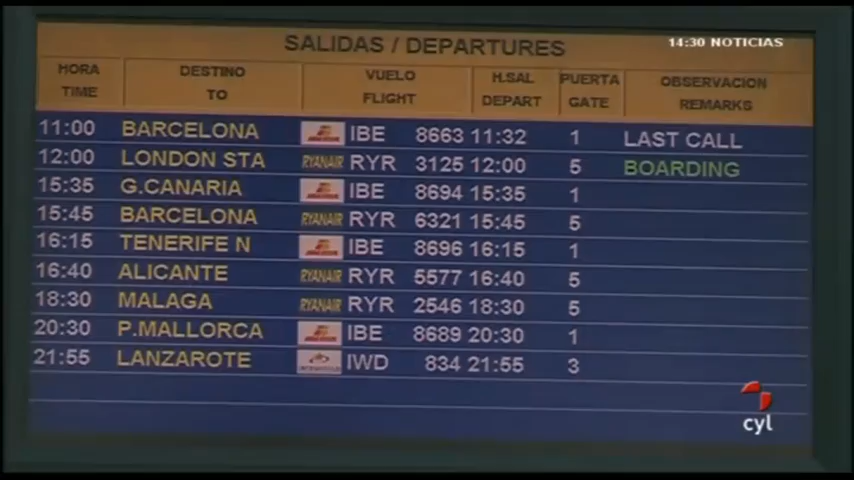 SALIDAS / DEPARTURES
14:30 NOTICIAS
HORA DESTINO VUELO H.SAL PUERTA OBSERVACION
TIME TO FLIGHT DEPART GATE REMARKS
11:00 BARCELONA IBE 8663 11:32 1 LAST CALL
12:00 LONDON STA RYANAIR RYR 3125 12:00 5 BOARDING
15:35 G.CANARIA IBE 8694 15:35 1
15:45 BARCELONA RYANAIR RYR 6321 15:45 5
16:15 TENERIFE N IBE 8696 16:15 1
16:40 ALICANTE RYANAIR RYR 5577 16:40 5
18:30 MALAGA RYANAIR RYR 2546 18:30 5
20:30 P.MALLORCA IBE 8689 20:30 1
21:55 LANZAROTE IWD 834 21:55 3
cyl